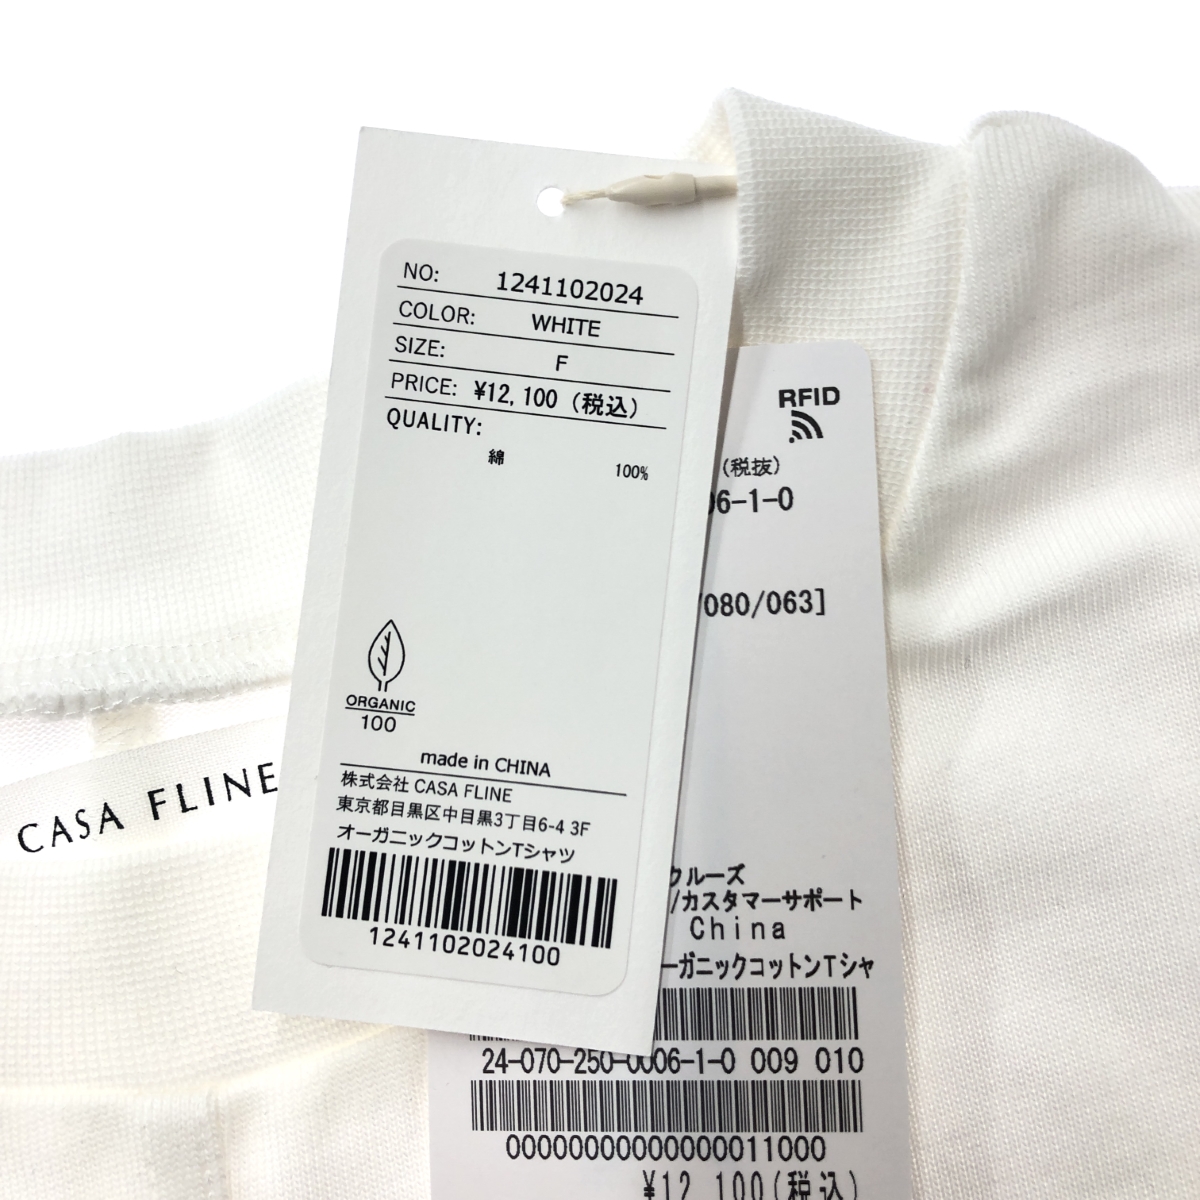 NO: 1241102024
COLOR: WHITE
SIZE: F
PRICE: ¥12,100 (税込)
QUALITY:
綿 100%
ORGANIC
100
made in CHINA
株式会社 CASA FLINE
東京都目黒区中目黒3丁目6-4 3F
オーガニックコットンTシャツ
1241102024100
CASA FLINE
RFID
(税抜)
06-1-0
/080/063]
クルーズ
/カスタマーサポート
China
ーガニックコットンTシャ
24-070-250-0006-1-0 009 010
00000000000000011000
¥12,100(税込)